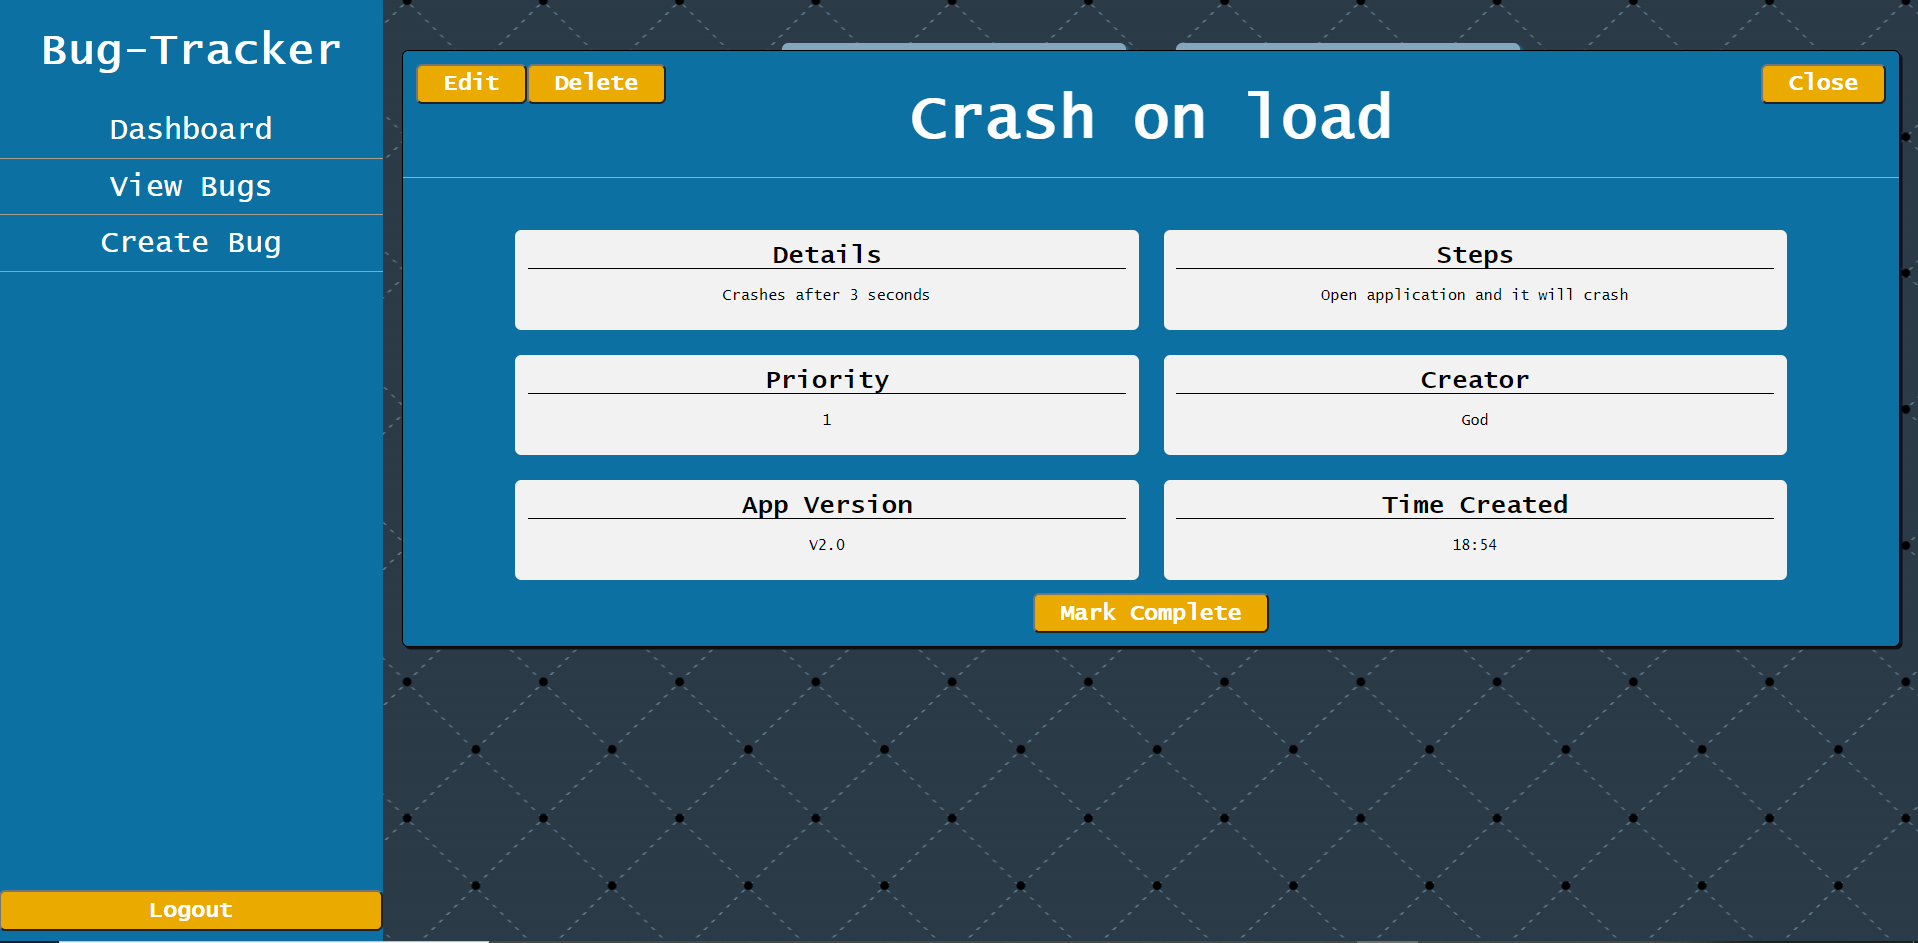 Bug-Tracker
Dashboard
View Bugs
Create Bug
Logout
Edit
Delete
Close
Crash on load
Details
Crashes after 3 seconds
Steps
Open application and it will crash
Priority
1
Creator
God
App Version
V2.0
Time Created
18:54
Mark Complete